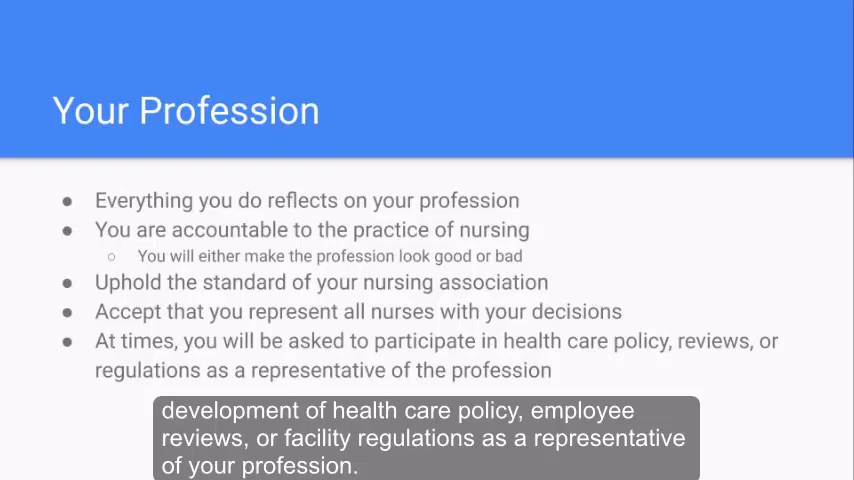 Your Profession
● Everything you do reflects on your profession
● You are accountable to the practice of nursing
○ You will either make the profession look good or bad
● Uphold the standard of your nursing association
● Accept that you represent all nurses with your decisions
● At times, you will be asked to participate in health care policy, reviews, or
regulations as a representative of the profession
development of health care policy, employee
reviews, or facility regulations as a representative
of your profession.